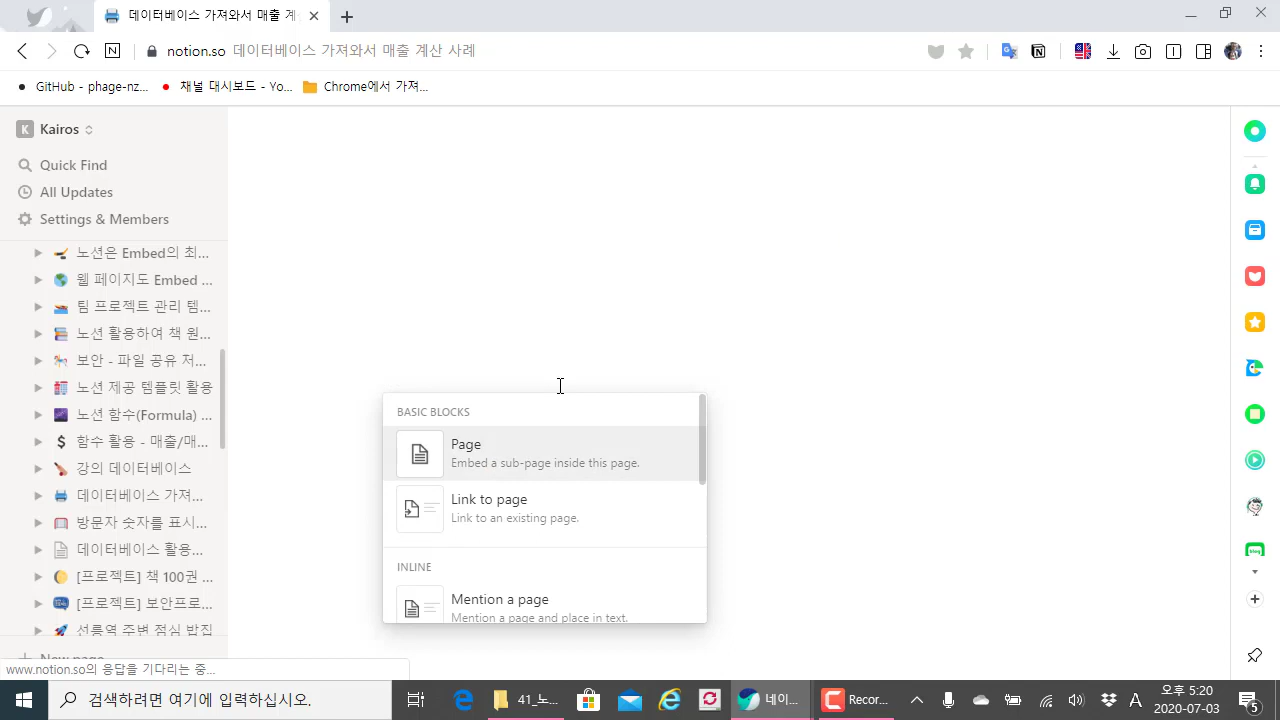 데이터베이스 가져와서 매출 계
notion.so 데이터베이스 가져와서 매출 계산 사례
GitHub - phage-nz...
채널 대시보드 - Yo...
Chrome에서 가져...
K Kairos
Quick Find
All Updates
Settings & Members
노션은 Embed의 최...
웹 페이지도 Embed ...
팀 프로젝트 관리 템...
노션 활용하여 책 원...
보안 - 파일 공유 저...
노션 제공 템플릿 활용
노션 함수(Formula) ...
함수 활용 - 매출/매...
강의 데이터베이스
데이터베이스 가져...
방문자 숫자를 표시...
데이터베이스 활용...
[프로젝트] 책 100권 ...
[프로젝트] 보안프로...
선릉역 주변 점심 밥집
New page
BASIC BLOCKS
Page
Embed a sub-page inside this page.
Link to page
Link to an existing page.
INLINE
Mention a page
Mention a page and place in text.
blog
www.notion.so의 응답을 기다리는 중...
검색하려면 여기에 입력하십시오.
41_노...
네이...
Recor...
A
오후 5:20
2020-07-03
5